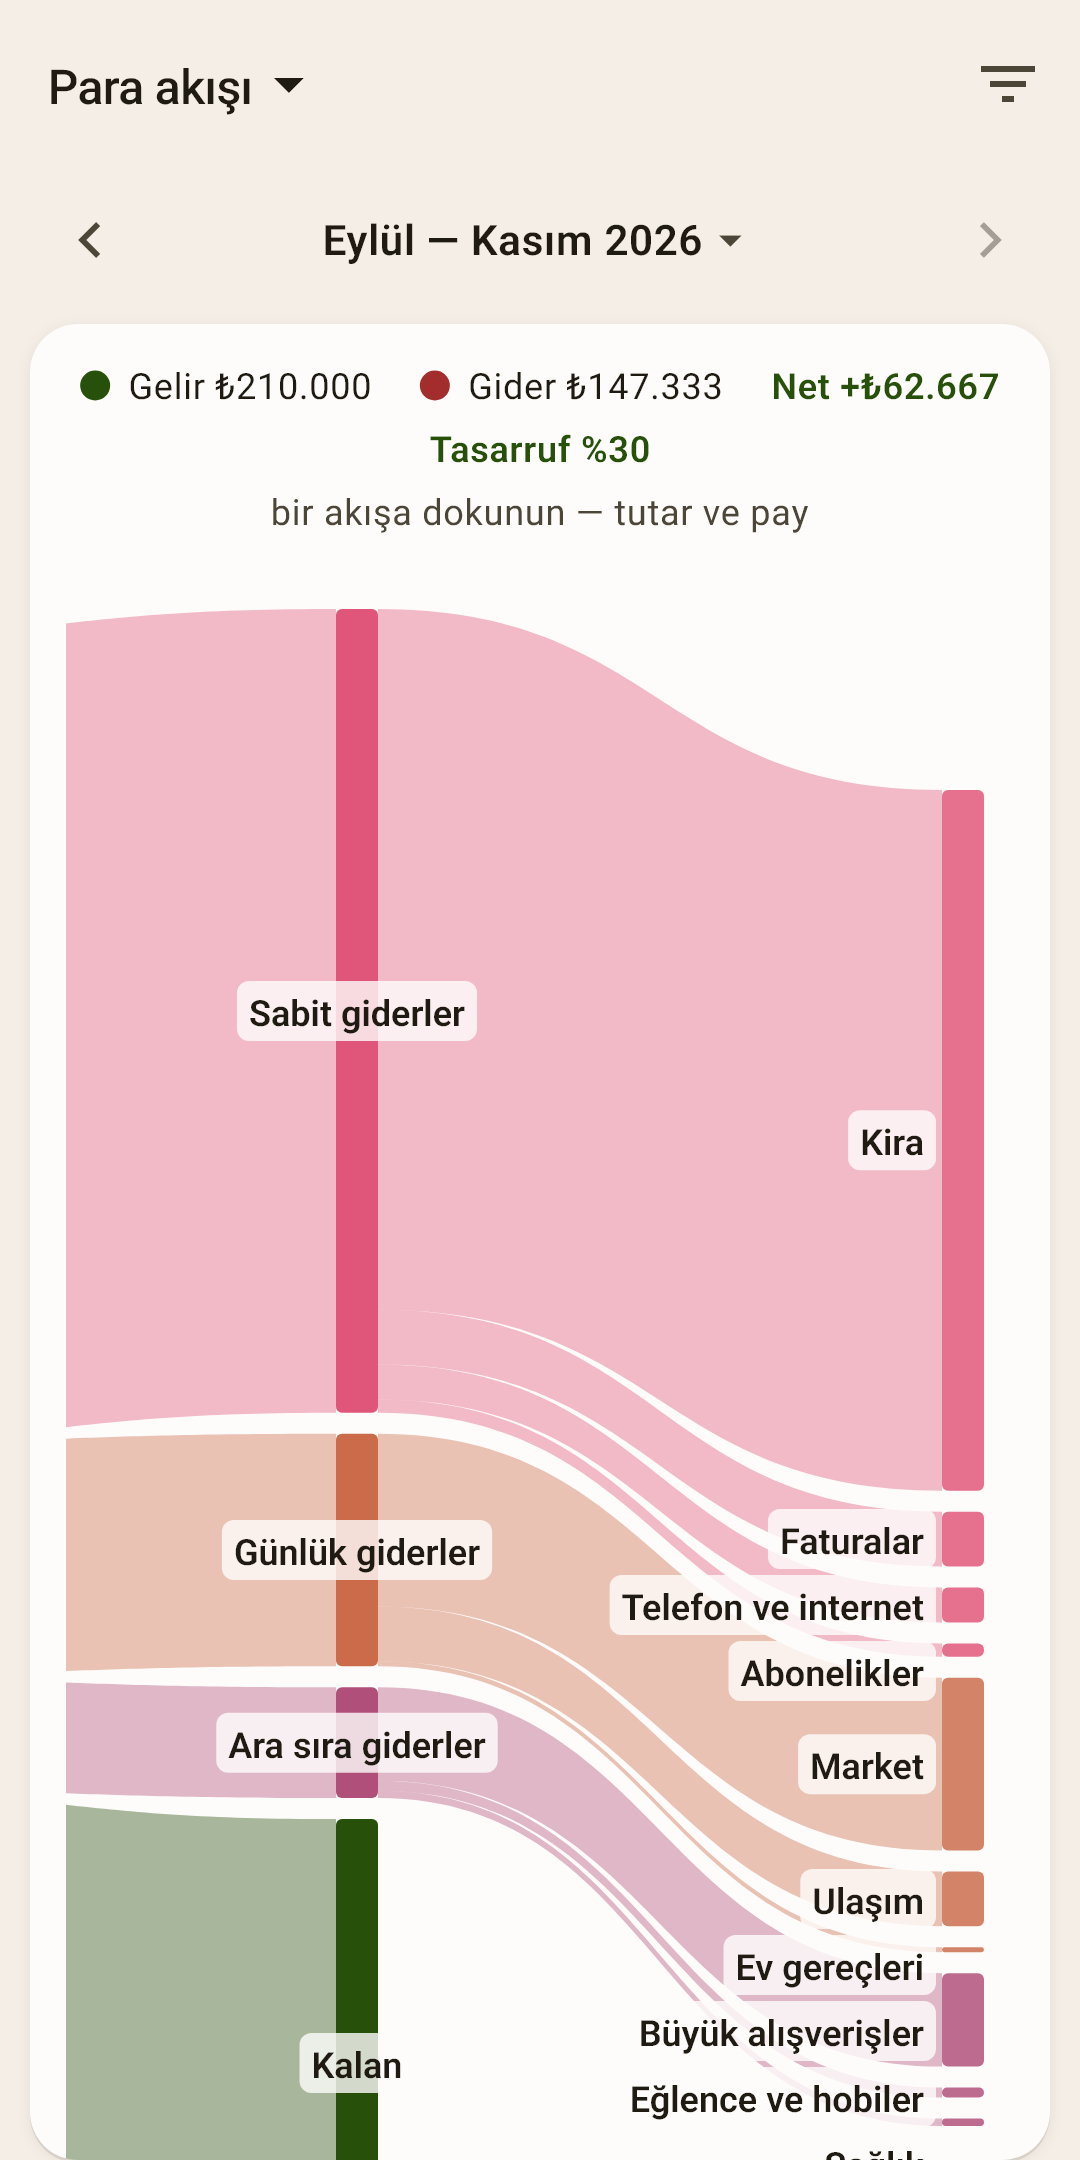 Para akışı
Eylül — Kasım 2026
Gelir ₺210.000 Gider ₺147.333 Net +₺62.667
Tasarruf %30
bir akışa dokunun — tutar ve pay
Sabit giderler
Kira
Faturalar
Günlük giderler
Telefon ve internet
Abonelikler
Ara sıra giderler
Market
Ulaşım
Ev gereçleri
Büyük alışverişler
Kalan
Eğlence ve hobiler